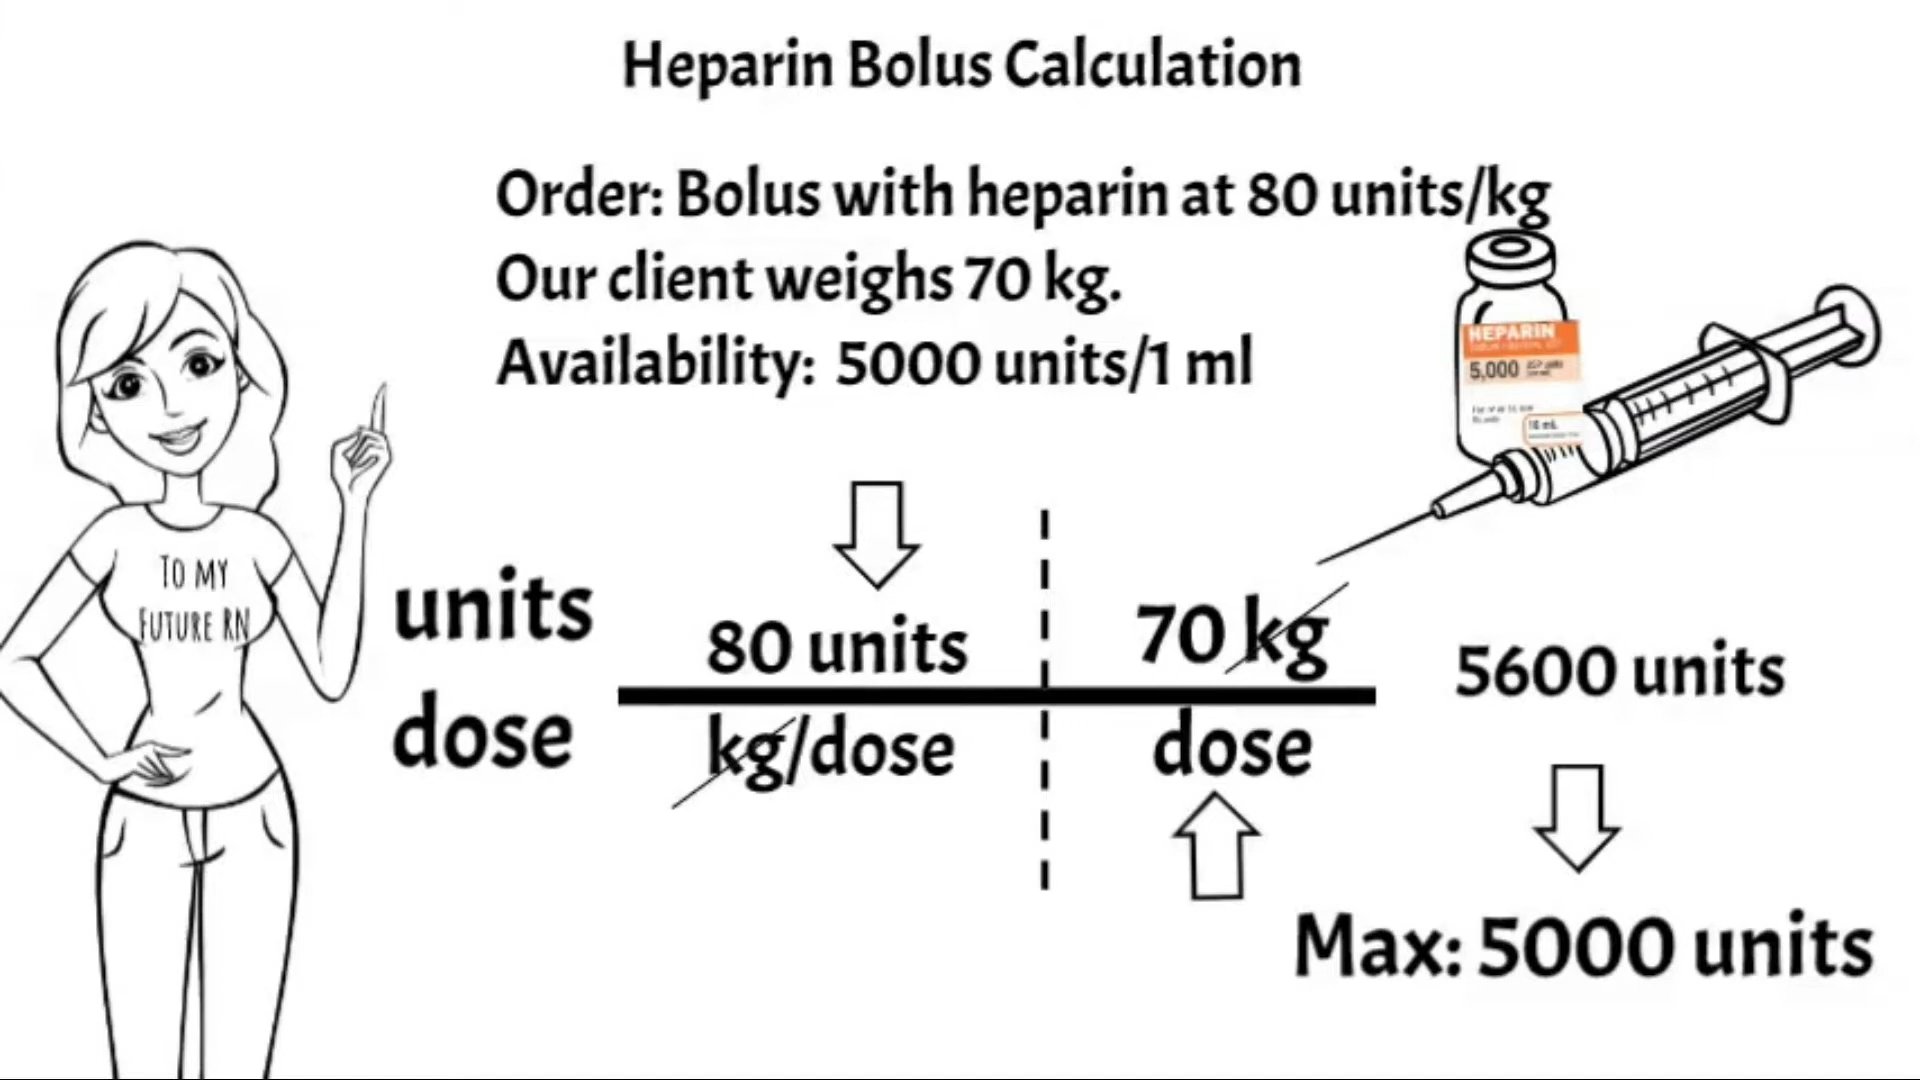 Heparin Bolus Calculation
Order: Bolus with heparin at 80 units/kg
Our client weighs 70 kg.
Availability: 5000 units/1 ml
HEPARIN
5,000
10 mL
TO MY
FUTURE RN
units
dose
80 units
kg/dose
70 kg
dose
5600 units
Max: 5000 units